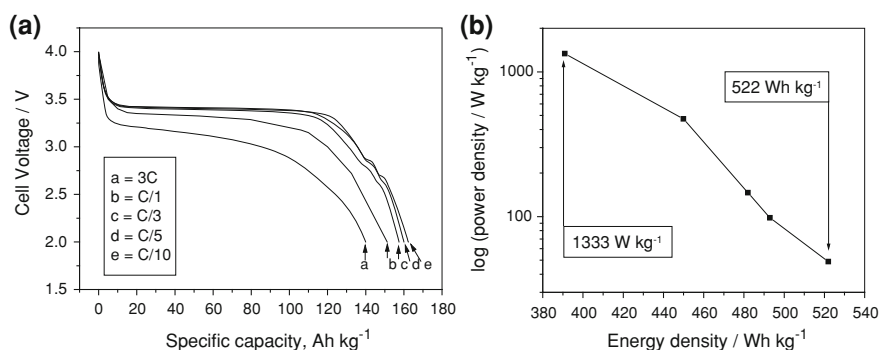 (a)
4.0
3.5
3.0
2.5
2.0
1.5
Cell Voltage / V
a = 3C
b = C/1
c = C/3
d = C/5
e = C/10
a b c d e
0 20 40 60 80 100 120 140 160 180
Specific capacity, Ah kg-1
(b)
1000
100
log (power density / W kg-1)
522 Wh kg-1
1333 W kg-1
380 400 420 440 460 480 500 520 540
Energy density / Wh kg-1